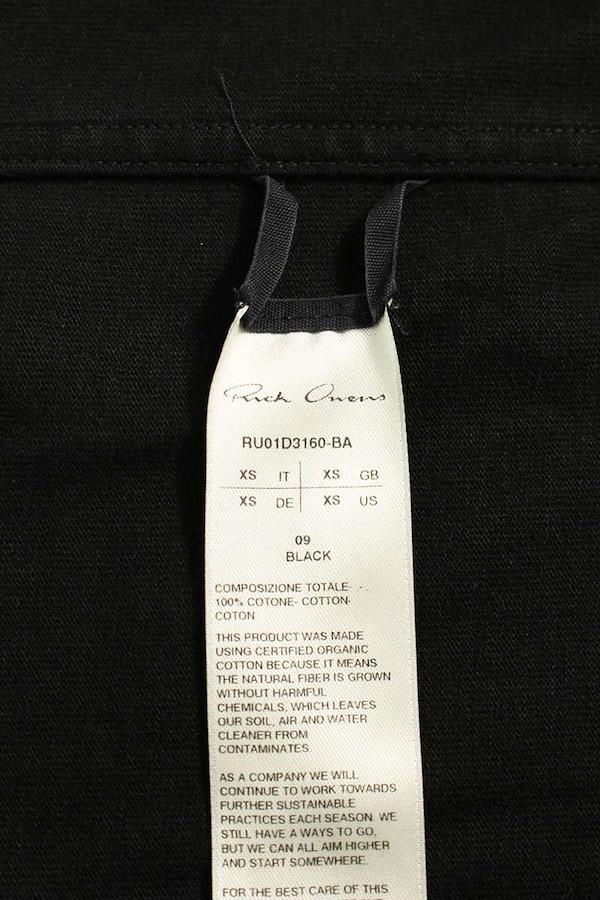 Rick Owens
RU01D3160-BA
XS IT XS GB
XS DE XS US
09
BLACK
COMPOSIZIONE TOTALE- -
100% COTONE- COTTON-
COTON
THIS PRODUCT WAS MADE
USING CERTIFIED ORGANIC
COTTON BECAUSE IT MEANS
THE NATURAL FIBER IS GROWN
WITHOUT HARMFUL
CHEMICALS, WHICH LEAVES
OUR SOIL, AIR AND WATER
CLEANER FROM
CONTAMINATES.
AS A COMPANY WE WILL
CONTINUE TO WORK TOWARDS
FURTHER SUSTAINABLE
PRACTICES EACH SEASON. WE
STILL HAVE A WAYS TO GO,
BUT WE CAN ALL AIM HIGHER
AND START SOMEWHERE.
FOR THE BEST CARE OF THIS